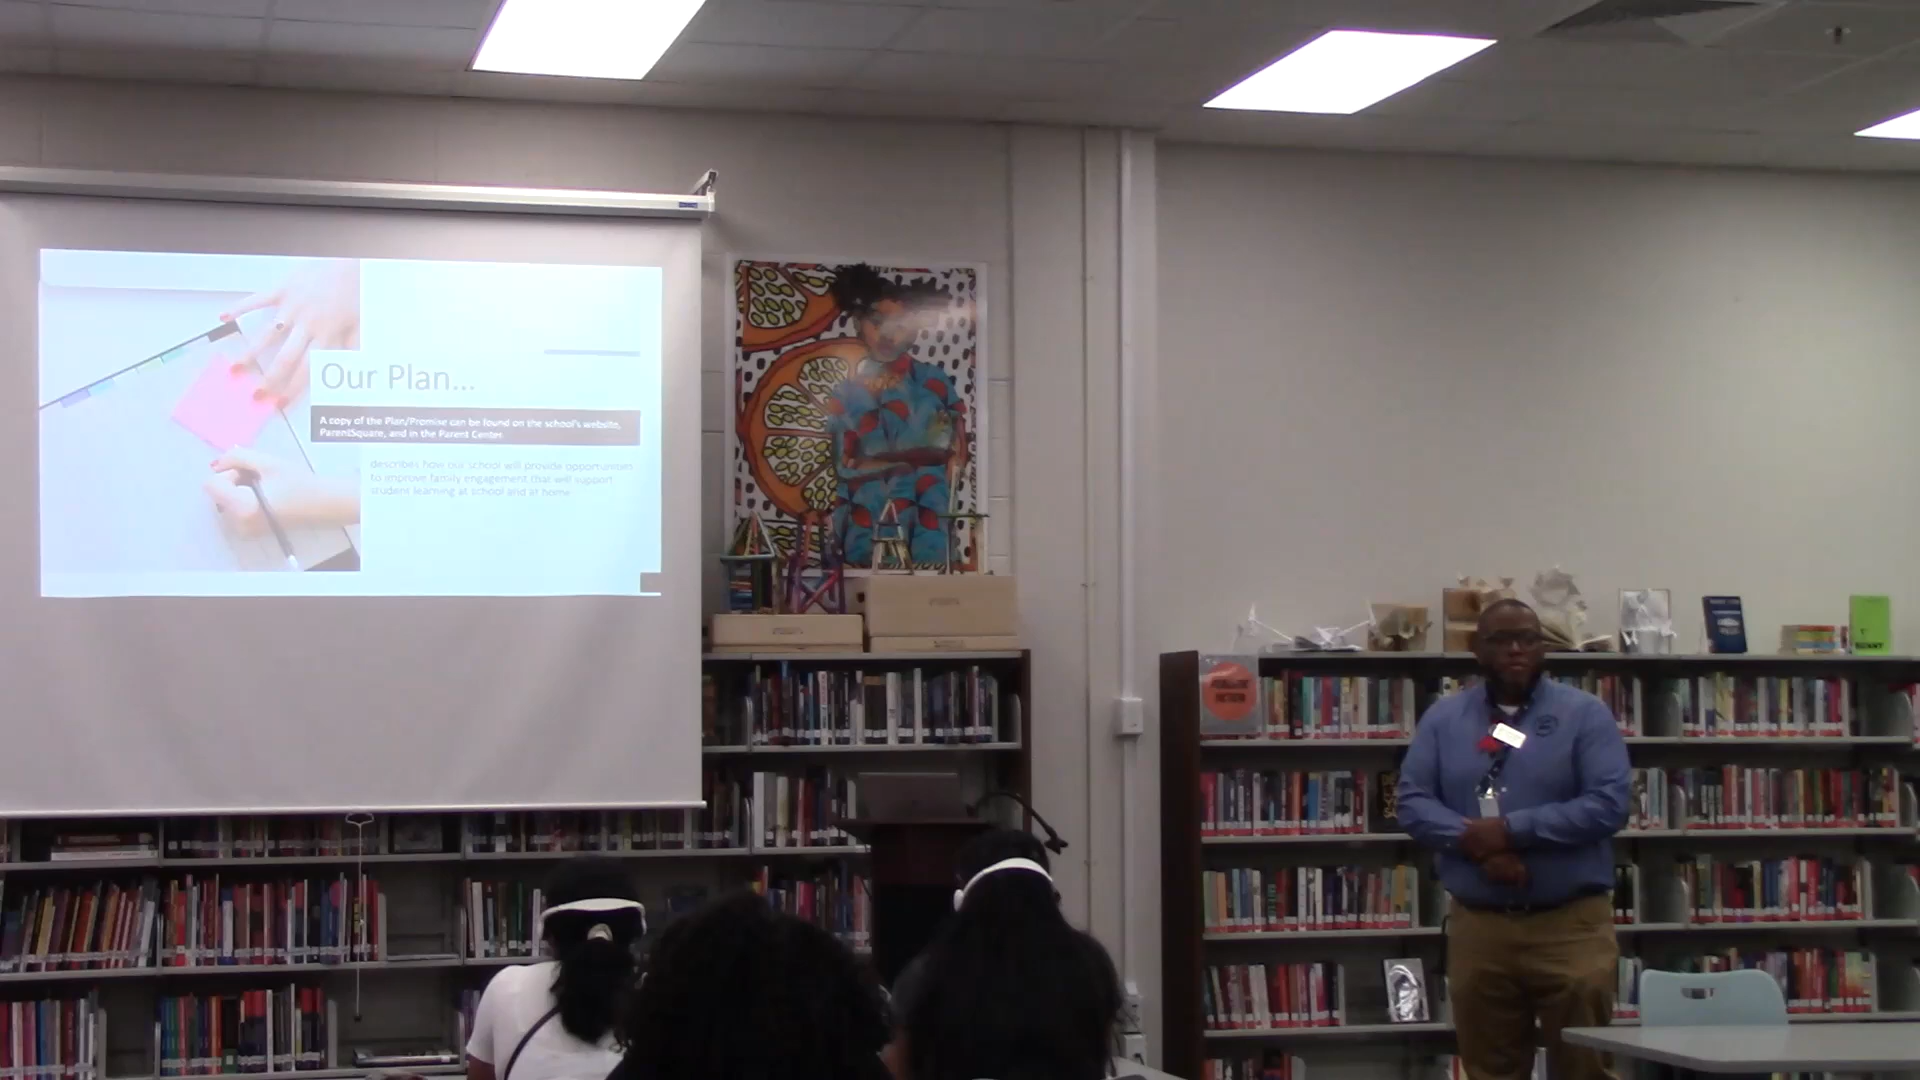 Our Plan...
A copy of the Plan/Promise can be found on the school's website,
ParentSquare, and in the Parent Center
describes how our school will provide opportunities
to improve family engagement that will support
student learning at school and at home